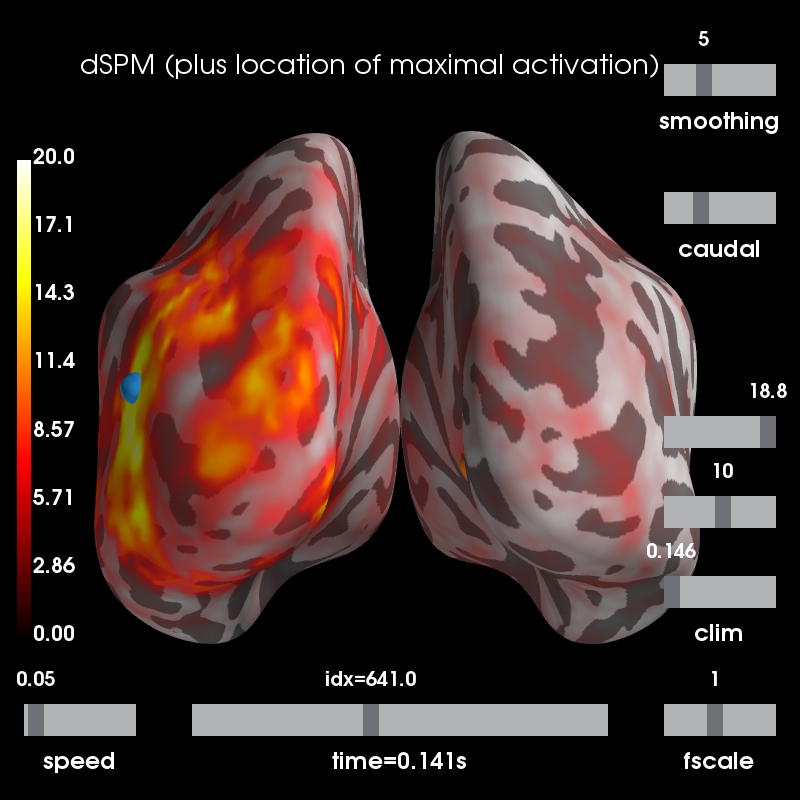 5
dSPM (plus location of maximal activation)
smoothing
20.0
17.1
caudal
14.3
11.4
18.8
8.57
10
5.71
0.146
2.86
0.00
clim
0.05
idx=641.0
1
speed
time=0.141s
fscale